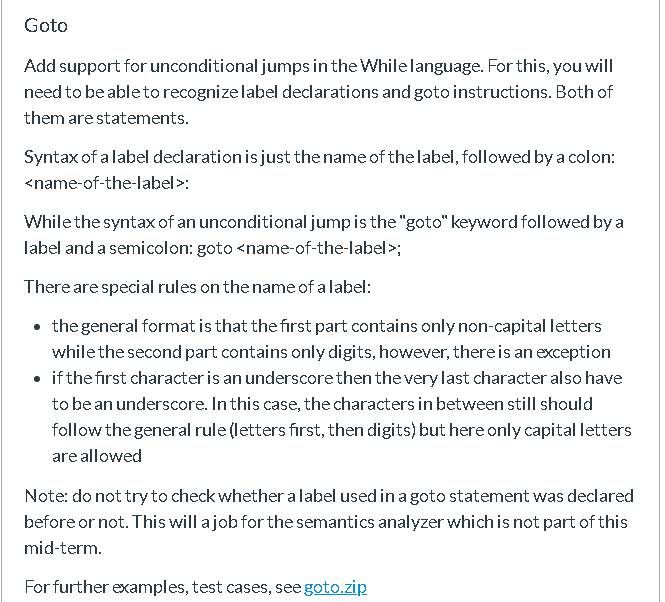 Goto
Add support for unconditional jumps in the While language. For this, you will
need to be able to recognize label declarations and goto instructions. Both of
them are statements.
Syntax of a label declaration is just the name of the label, followed by a colon:
<name-of-the-label>:
While the syntax of an unconditional jump is the "goto" keyword followed by a
label and a semicolon: goto <name-of-the-label>;
There are special rules on the name of a label:
• the general format is that the first part contains only non-capital letters
while the second part contains only digits, however, there is an exception
• if the first character is an underscore then the very last character also have
to be an underscore. In this case, the characters in between still should
follow the general rule (letters first, then digits) but here only capital letters
are allowed
Note: do not try to check whether a label used in a goto statement was declared
before or not. This will a job for the semantics analyzer which is not part of this
mid-term.
For further examples, test cases, see goto.zip